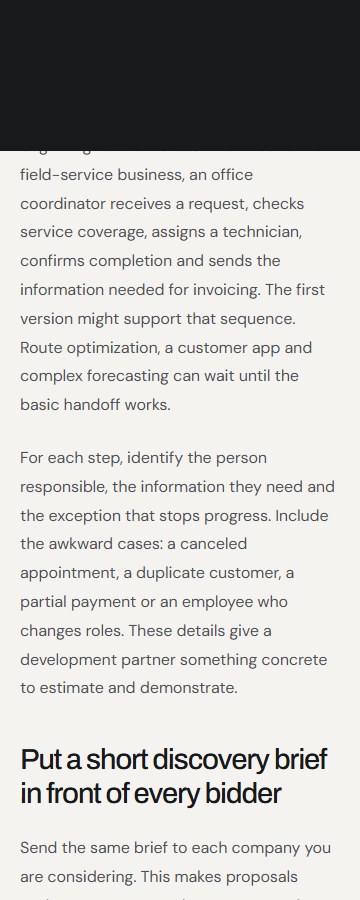 field-service business, an office
coordinator receives a request, checks
service coverage, assigns a technician,
confirms completion and sends the
information needed for invoicing. The first
version might support that sequence.
Route optimization, a customer app and
complex forecasting can wait until the
basic handoff works.
For each step, identify the person
responsible, the information they need and
the exception that stops progress. Include
the awkward cases: a canceled
appointment, a duplicate customer, a
partial payment or an employee who
changes roles. These details give a
development partner something concrete
to estimate and demonstrate.
Put a short discovery brief
in front of every bidder
Send the same brief to each company you
are considering. This makes proposals